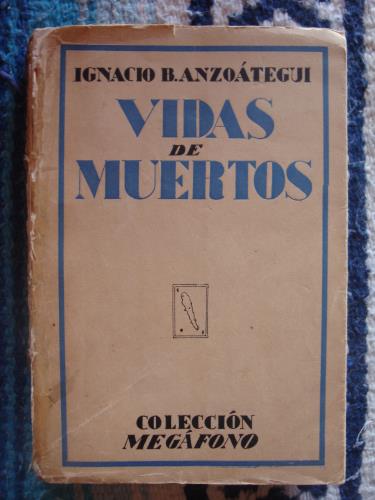 IGNACIO B. ANZOÁTEGUI
VIDAS
DE
MUERTOS
COLECCIÓN
MEGÁFONO